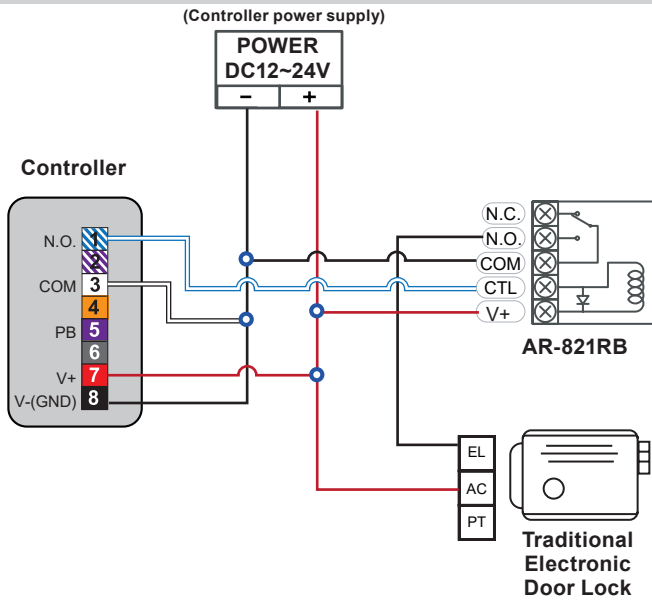 (Controller power supply)
POWER
DC12~24V
− +
Controller
N.O. 1
2
COM 3
4
PB 5
6
V+ 7
V-(GND) 8
N.C.
N.O.
COM
CTL
V+
AR-821RB
EL
AC
PT
Traditional
Electronic
Door Lock